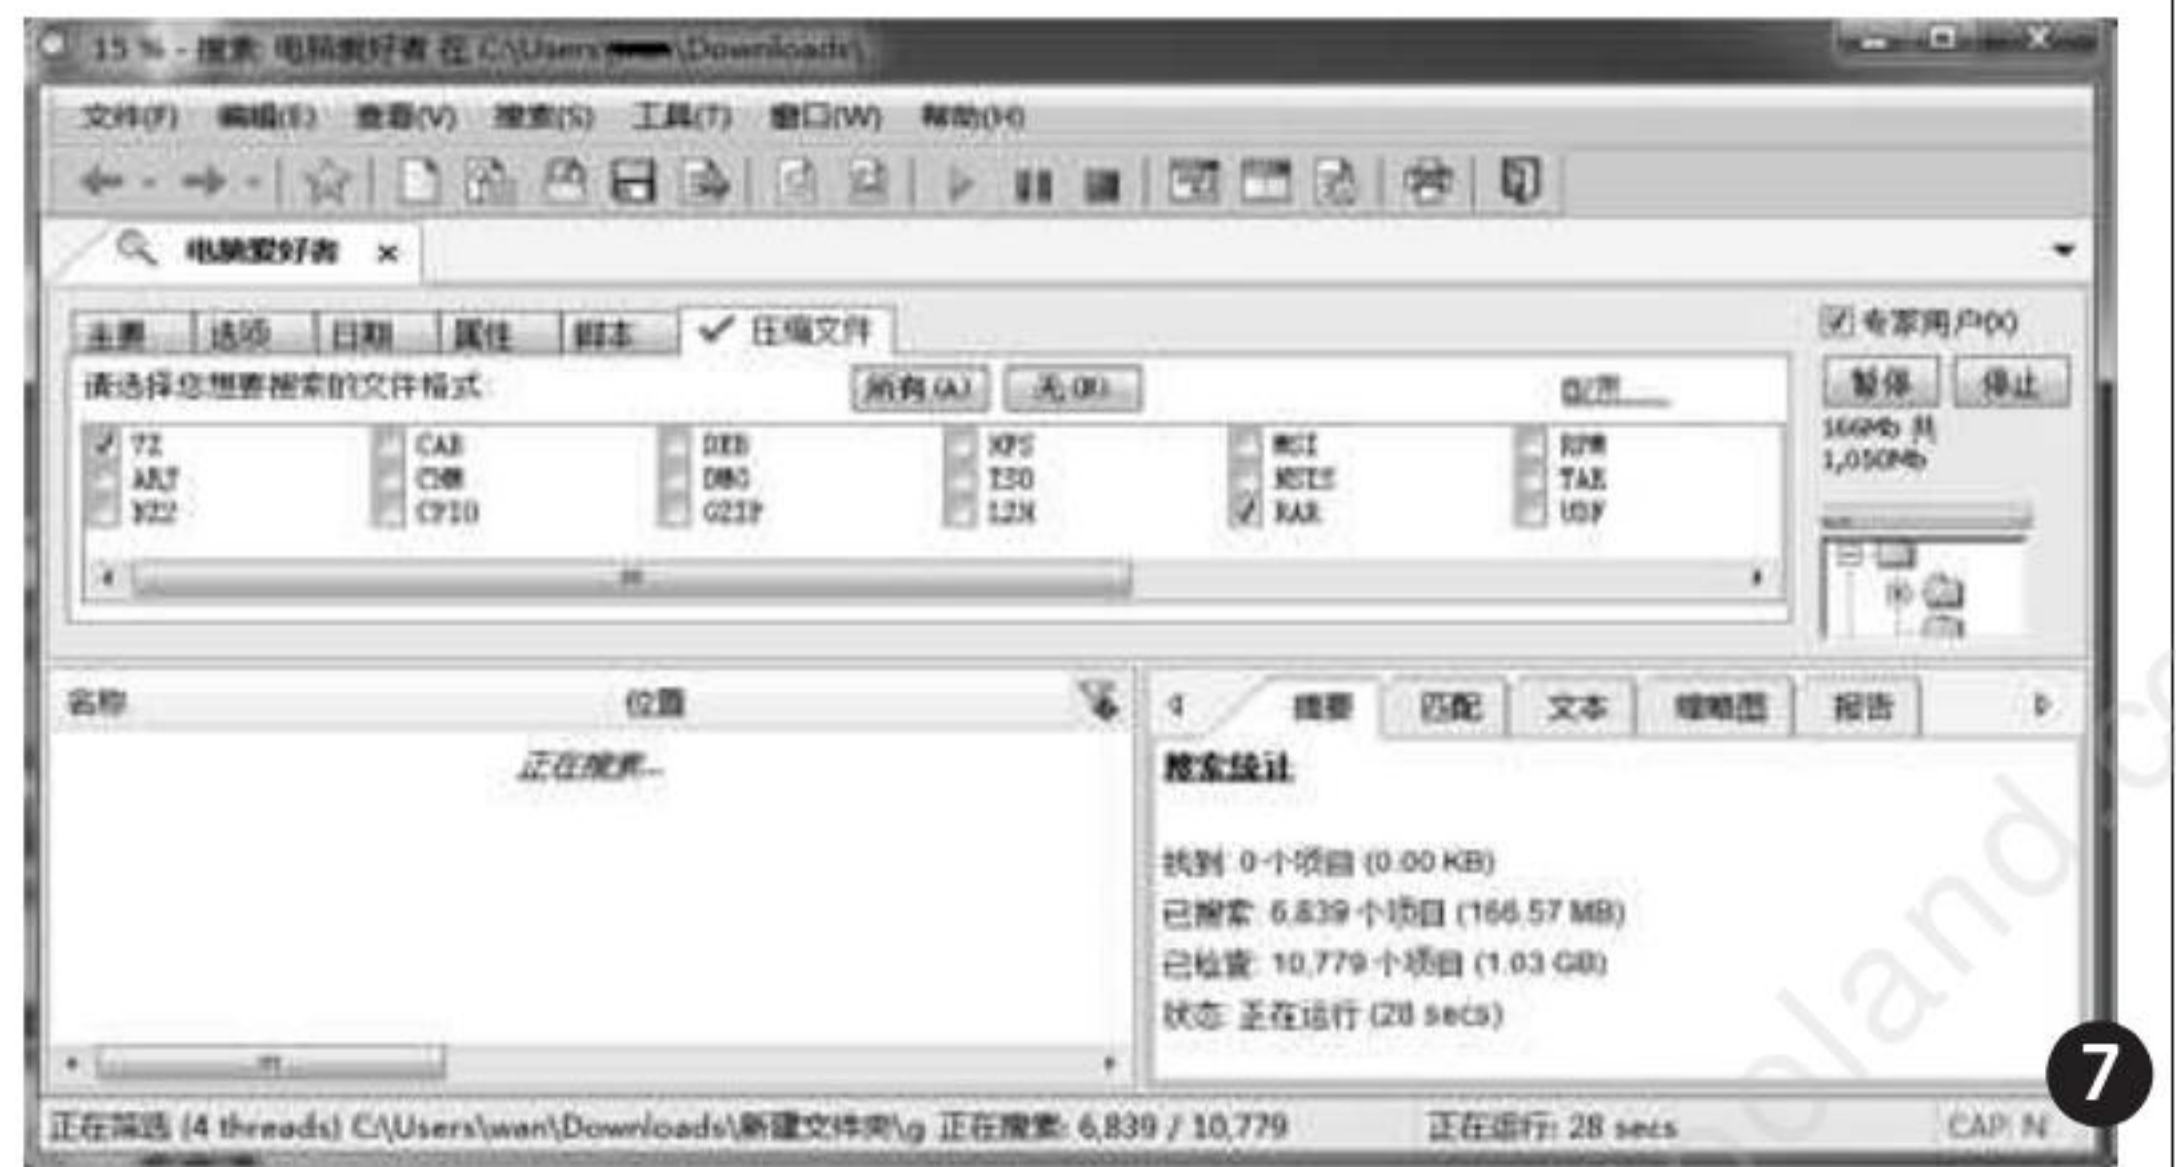 15 % - 搜索 电脑爱好者 在 C:\Users\ \Downloads\
文件(F) 编辑(E) 查看(V) 搜索(S) 工具(T) 窗口(W) 帮助(H)
电脑爱好者 ×
主要 选项 日期 属性 脚本 压缩文件 专家用户(X)
请选择您想要搜索的文件格式: 所有(A) 无(R) 配置 暂停 停止
166Mb 共
1,050Mb
7Z CAB DEB XPS MSI RPM
ARJ CHM DMG ISO NSIS TAR
BZ2 CPIO GZIP LZH RAR UDF
名称 位置 摘要 匹配 文本 缩略图 报告
正在搜索...
搜索统计
找到: 0 个项目 (0.00 KB)
已搜索: 6,839 个项目 (166.57 MB)
已检查: 10,779 个项目 (1.03 GB)
状态: 正在运行 (28 secs)
7
正在筛选 (4 threads) C:\Users\wan\Downloads\新建文件夹\g 正在搜索: 6,839 / 10,779 正在运行: 28 secs CAP: N